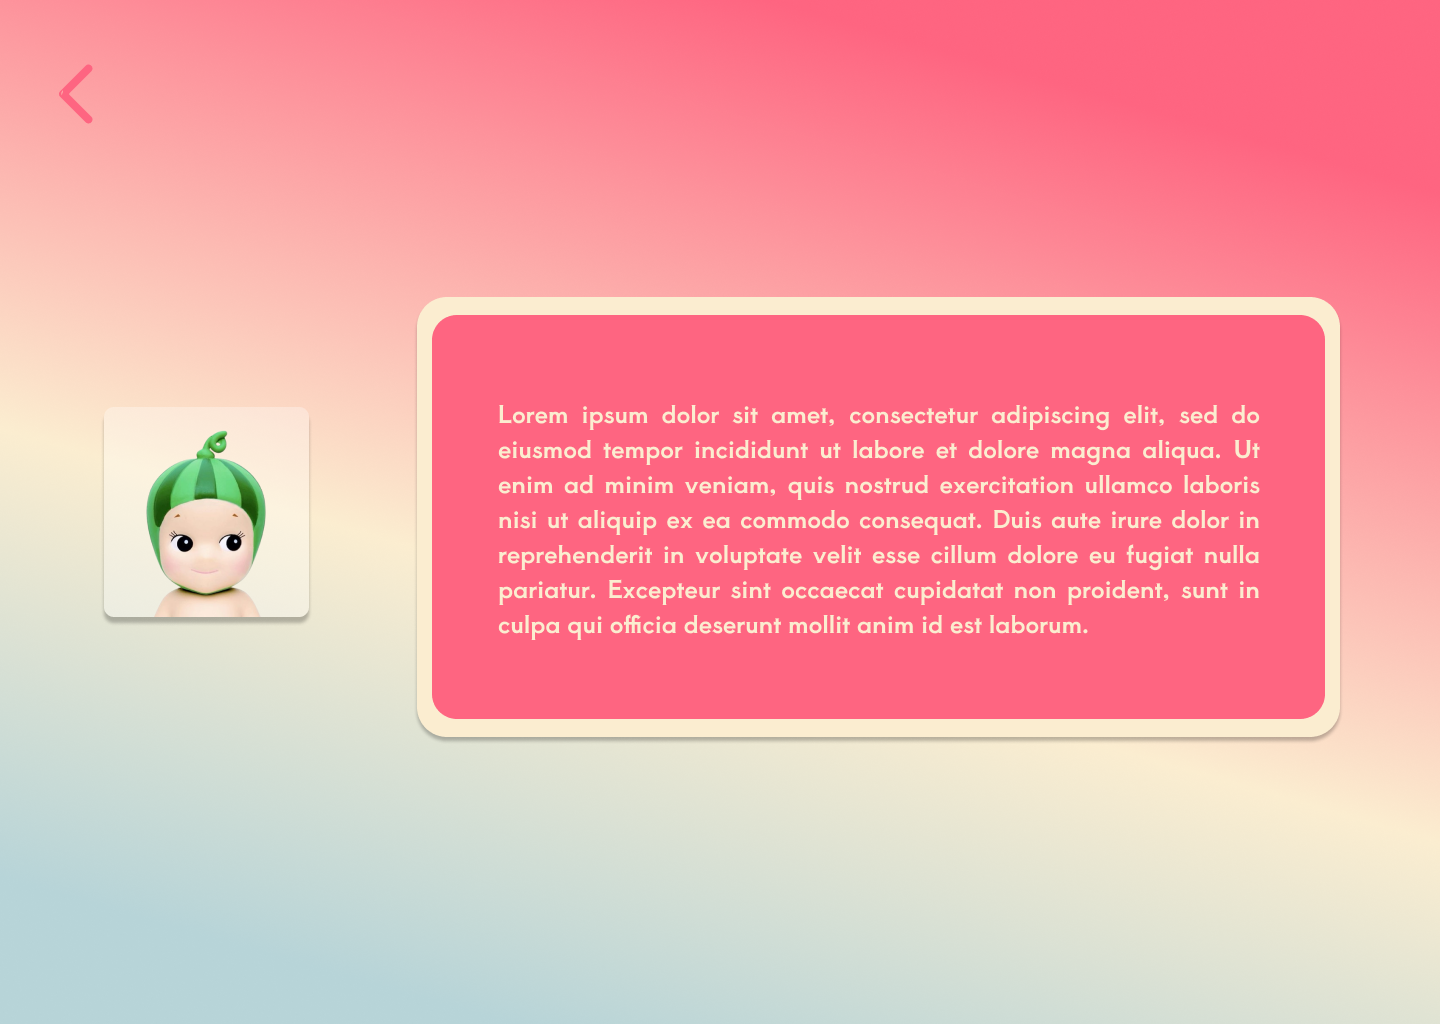 Lorem ipsum dolor sit amet, consectetur adipiscing elit, sed do
eiusmod tempor incididunt ut labore et dolore magna aliqua. Ut
enim ad minim veniam, quis nostrud exercitation ullamco laboris
nisi ut aliquip ex ea commodo consequat. Duis aute irure dolor in
reprehenderit in voluptate velit esse cillum dolore eu fugiat nulla
pariatur. Excepteur sint occaecat cupidatat non proident, sunt in
culpa qui officia deserunt mollit anim id est laborum.